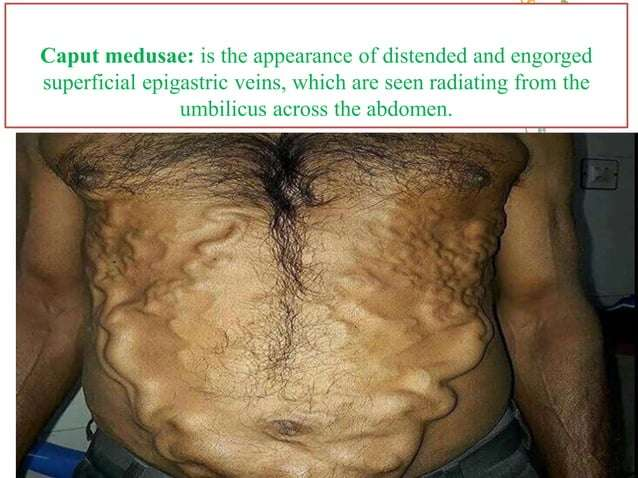 Caput medusae: is the appearance of distended and engorged
superficial epigastric veins, which are seen radiating from the
umbilicus across the abdomen.